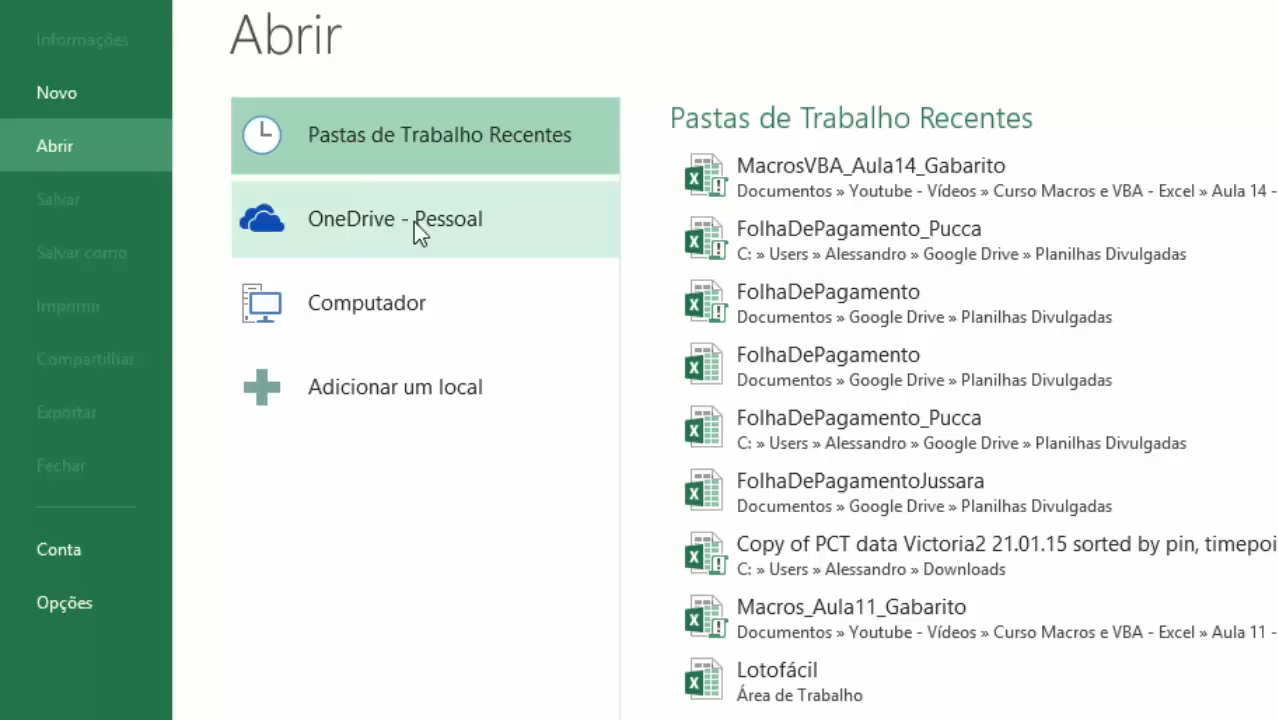 Informações
Novo
Abrir
Salvar
Salvar como
Imprimir
Compartilhar
Exportar
Fechar
Conta
Opções
Abrir
Pastas de Trabalho Recentes
OneDrive - Pessoal
Computador
Adicionar um local
Pastas de Trabalho Recentes
MacrosVBA_Aula14_Gabarito
Documentos » Youtube - Vídeos » Curso Macros e VBA - Excel » Aula 14 -
FolhaDePagamento_Pucca
C: » Users » Alessandro » Google Drive » Planilhas Divulgadas
FolhaDePagamento
Documentos » Google Drive » Planilhas Divulgadas
FolhaDePagamento
Documentos » Google Drive » Planilhas Divulgadas
FolhaDePagamento_Pucca
C: » Users » Alessandro » Google Drive » Planilhas Divulgadas
FolhaDePagamentoJussara
Documentos » Google Drive » Planilhas Divulgadas
Copy of PCT data Victoria2 21.01.15 sorted by pin, timepoi
C: » Users » Alessandro » Downloads
Macros_Aula11_Gabarito
Documentos » Youtube - Vídeos » Curso Macros e VBA - Excel » Aula 11 -
Lotofácil
Área de Trabalho